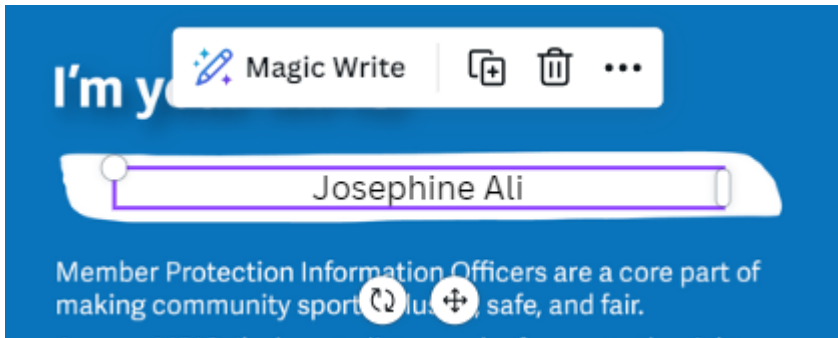 Magic Write
I'm
Josephine Ali
Member Protection Information Officers are a core part of
making community sport safe, and fair.